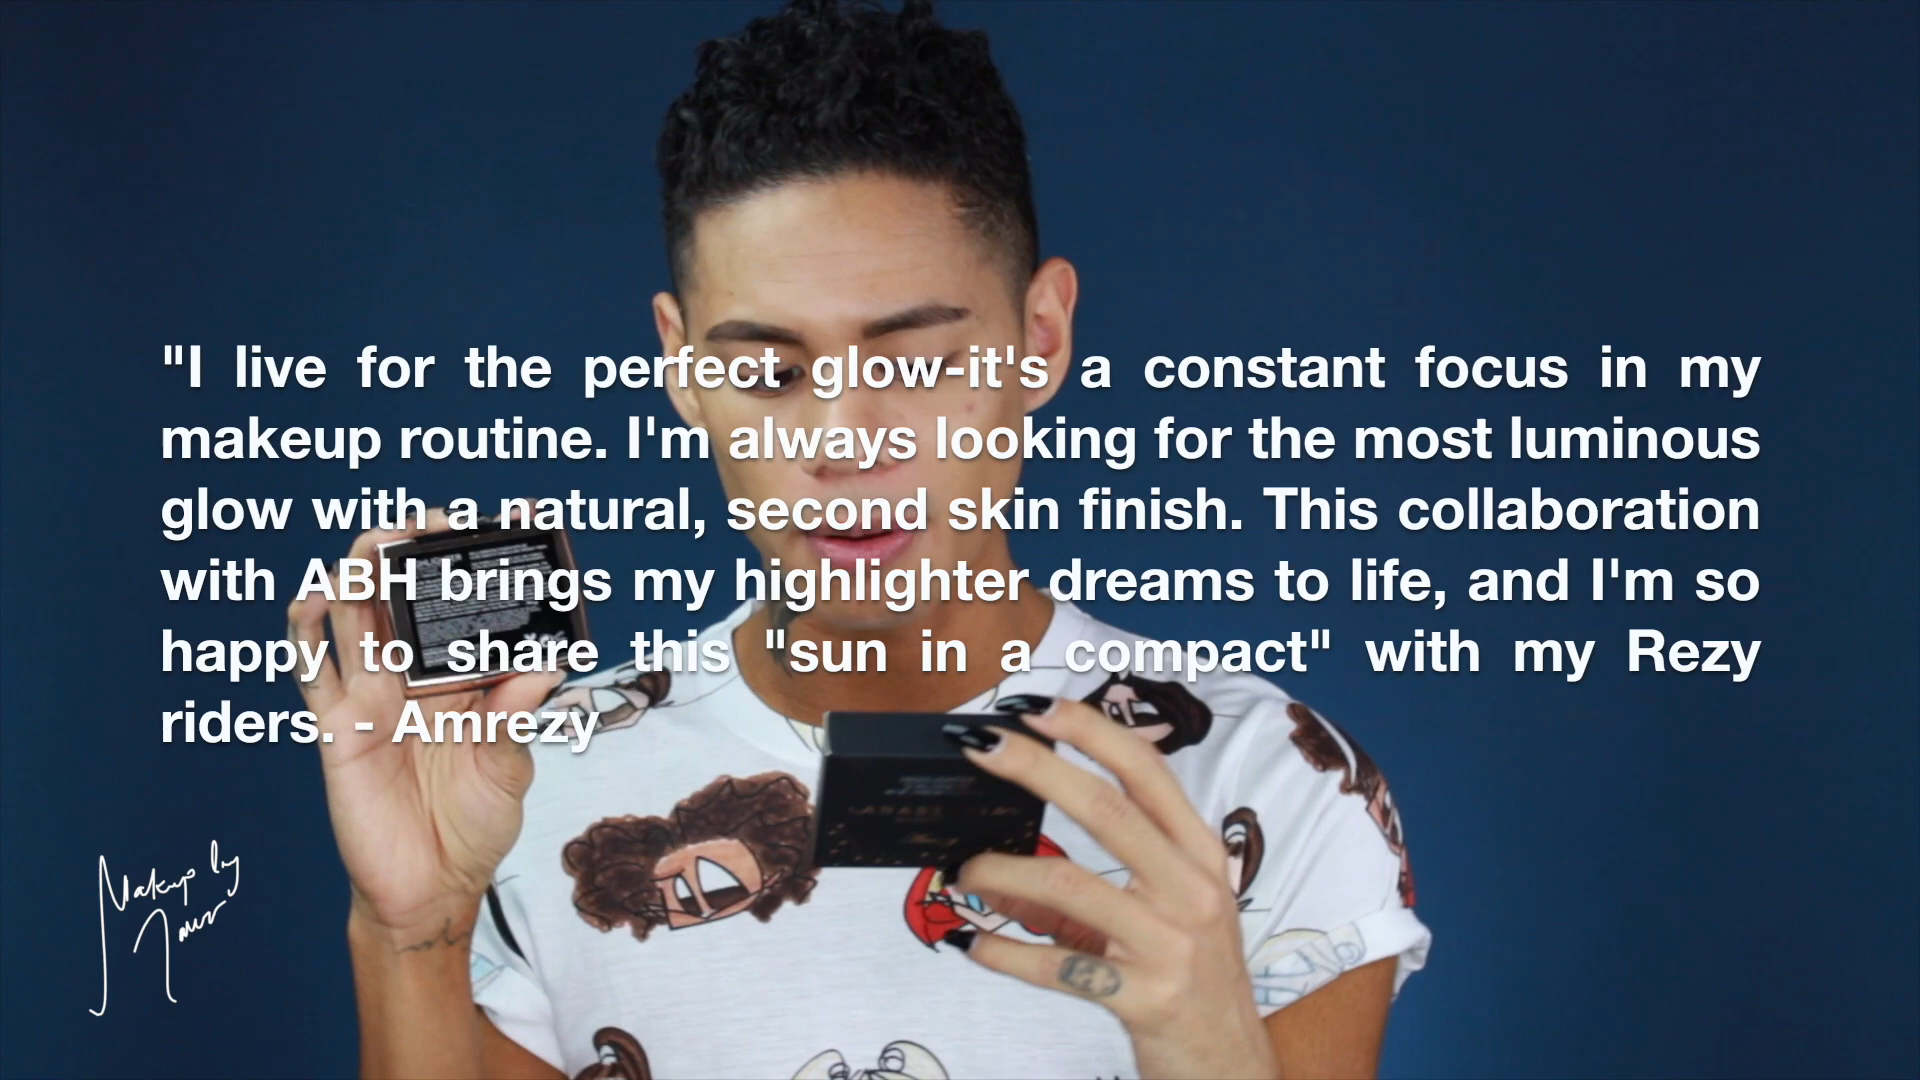 "I live for the perfect glow-it's a constant focus in my
makeup routine. I'm always looking for the most luminous
glow with a natural, second skin finish. This collaboration
with ABH brings my highlighter dreams to life, and I'm so
happy to share this "sun in a compact" with my Rezy
riders. - Amrezy
Makeup by